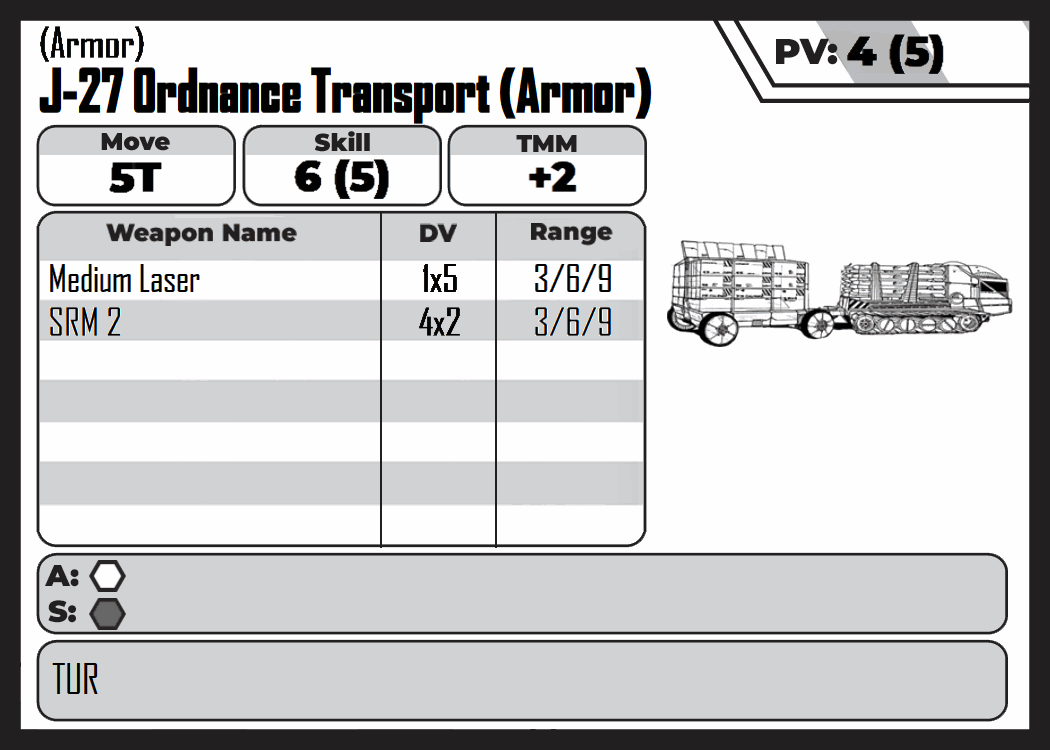 (Armor)
PV: 4 (5)
J-27 Ordnance Transport (Armor)
Move Skill TMM
5T 6 (5) +2
Weapon Name DV Range
Medium Laser 1x5 3/6/9
SRM 2 4x2 3/6/9
A:
S:
TUR